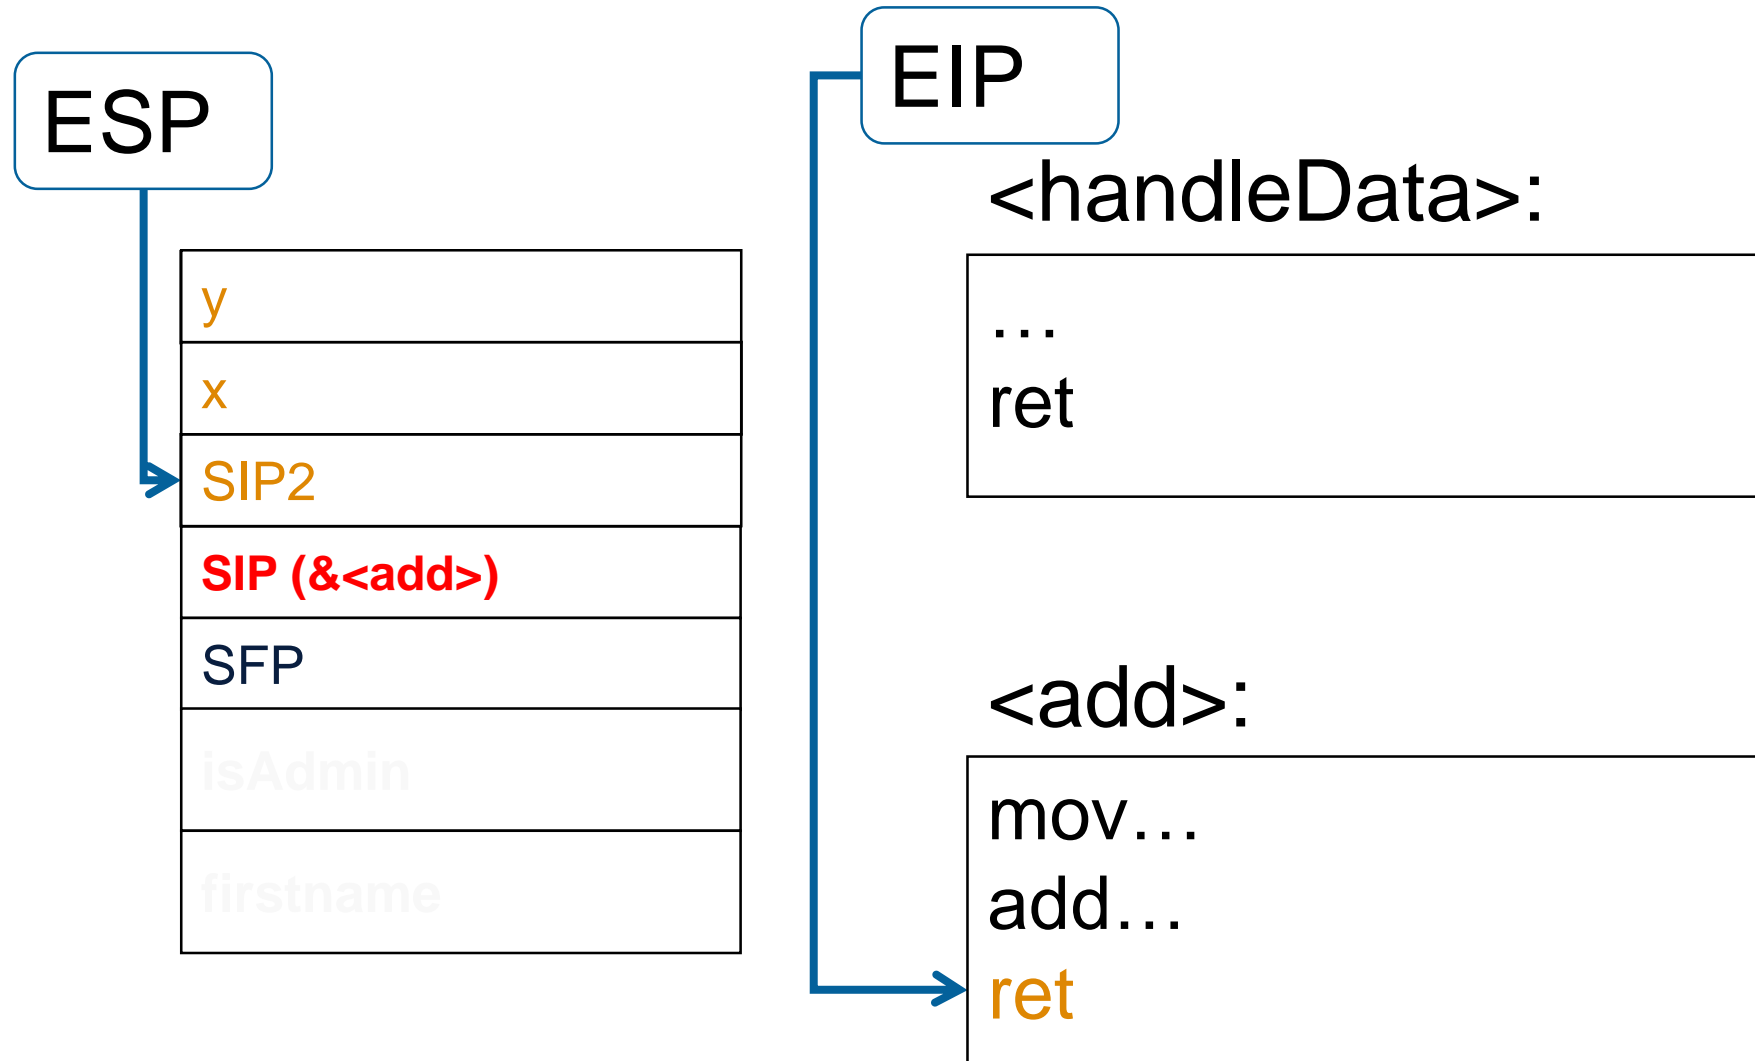 ESP
EIP
<handleData>:
y
x
SIP2
SIP (&<add>)
SFP
isAdmin
firstname
…
ret
<add>:
mov…
add…
ret